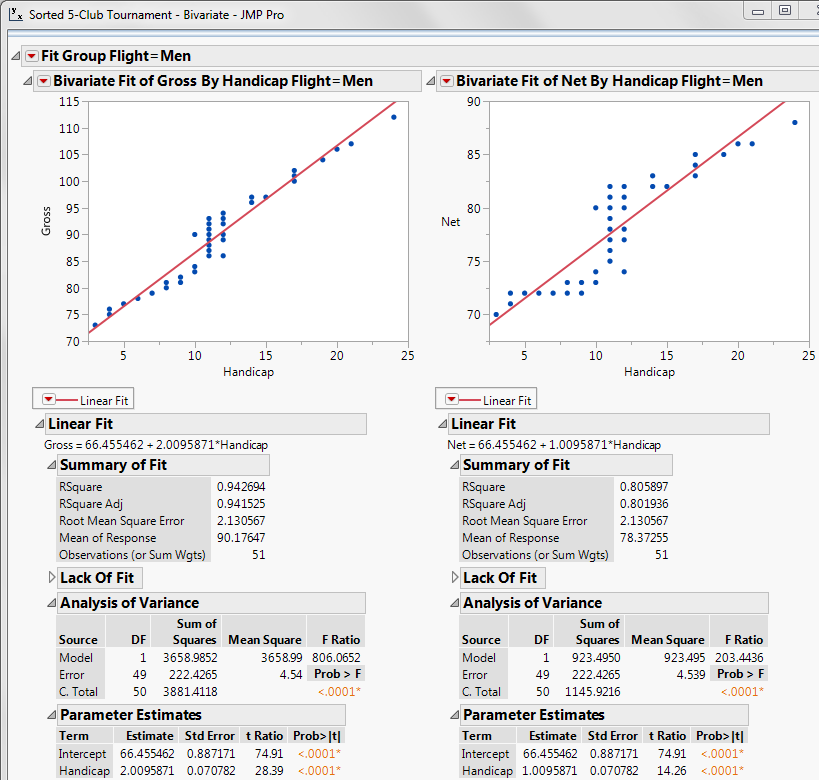 Sorted 5-Club Tournament - Bivariate - JMP Pro
Fit Group Flight=Men
Bivariate Fit of Gross By Handicap Flight=Men
115
110
105
100
95
90
85
80
75
70
Gross
5 10 15 20 25
Handicap
Linear Fit
Linear Fit
Gross = 66.455462 + 2.0095871*Handicap
Summary of Fit
RSquare 0.942694
RSquare Adj 0.941525
Root Mean Square Error 2.130567
Mean of Response 90.17647
Observations (or Sum Wgts) 51
Lack Of Fit
Analysis of Variance
Source DF Sum of Squares Mean Square F Ratio
Model 1 3658.9852 3658.99 806.0652
Error 49 222.4265 4.54 Prob > F
C. Total 50 3881.4118 <.0001*
Parameter Estimates
Term Estimate Std Error t Ratio Prob>|t|
Intercept 66.455462 0.887171 74.91 <.0001*
Handicap 2.0095871 0.070782 28.39 <.0001*
Bivariate Fit of Net By Handicap Flight=Men
90
85
80
75
70
Net
5 10 15 20 25
Handicap
Linear Fit
Linear Fit
Net = 66.455462 + 1.0095871*Handicap
Summary of Fit
RSquare 0.805897
RSquare Adj 0.801936
Root Mean Square Error 2.130567
Mean of Response 78.37255
Observations (or Sum Wgts) 51
Lack Of Fit
Analysis of Variance
Source DF Sum of Squares Mean Square F Ratio
Model 1 923.4950 923.495 203.4436
Error 49 222.4265 4.539 Prob > F
C. Total 50 1145.9216 <.0001*
Parameter Estimates
Term Estimate Std Error t Ratio Prob>|t|
Intercept 66.455462 0.887171 74.91 <.0001*
Handicap 1.0095871 0.070782 14.26 <.0001*